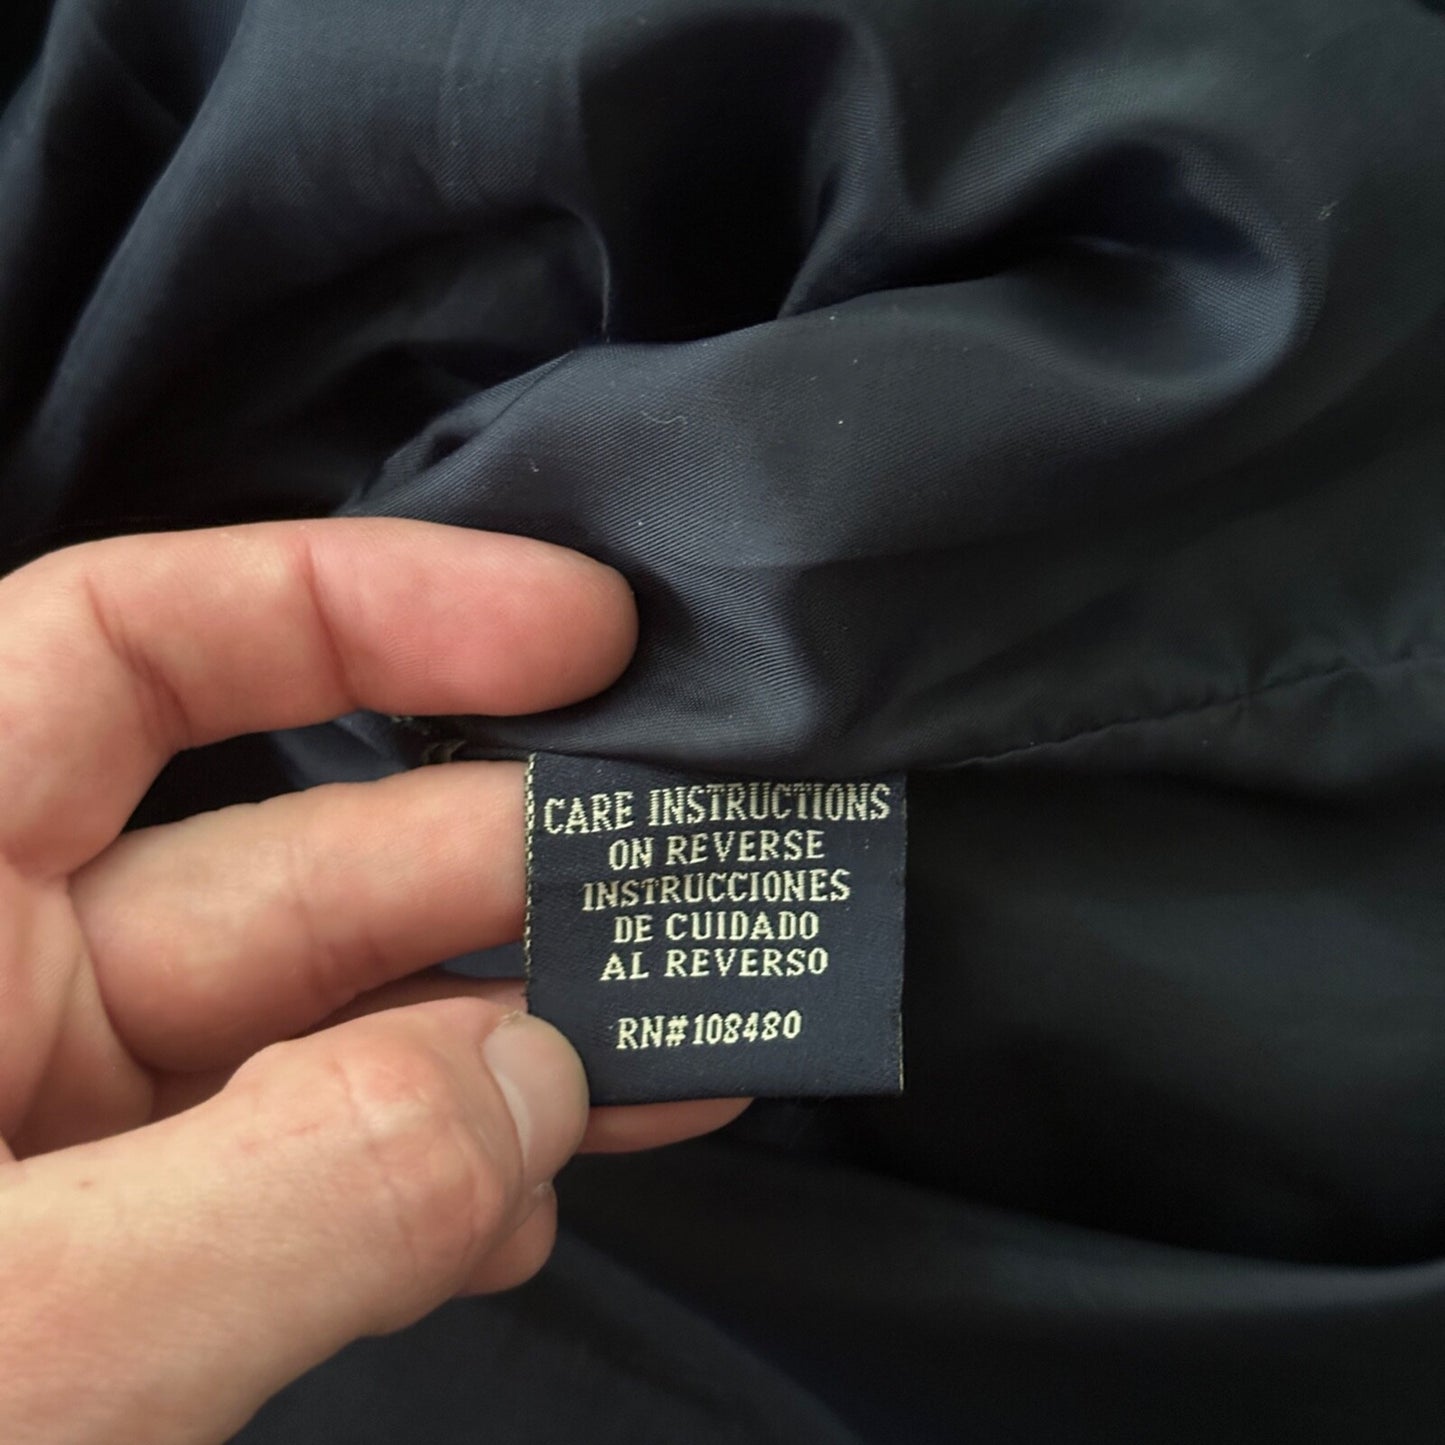 CARE INSTRUCTIONS
ON REVERSE
INSTRUCCIONES
DE CUIDADO
AL REVERSO
RN#108480